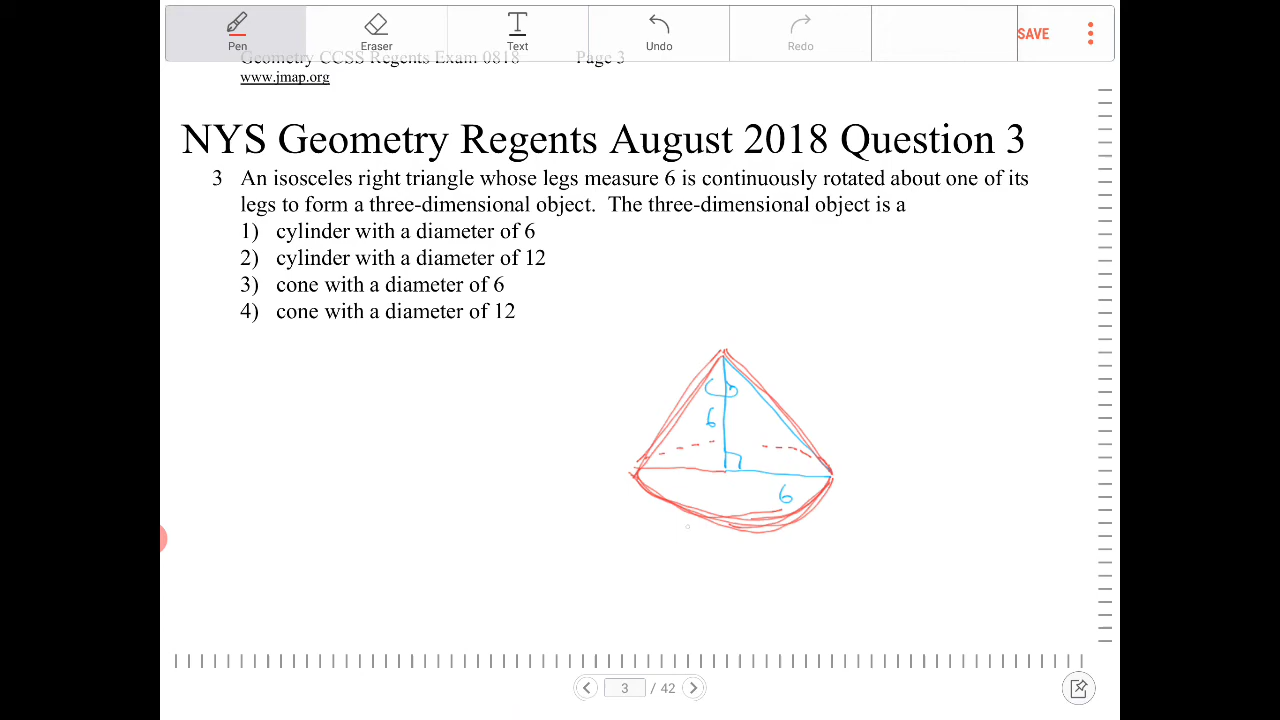 Pen
Eraser
Text
Undo
Redo
SAVE
Geometry CCSS Regents Exam 0818 Page 3
www.jmap.org
NYS Geometry Regents August 2018 Question 3
3 An isosceles right triangle whose legs measure 6 is continuously rotated about one of its
legs to form a three-dimensional object. The three-dimensional object is a
1) cylinder with a diameter of 6
2) cylinder with a diameter of 12
3) cone with a diameter of 6
4) cone with a diameter of 12
6
6
3 / 42